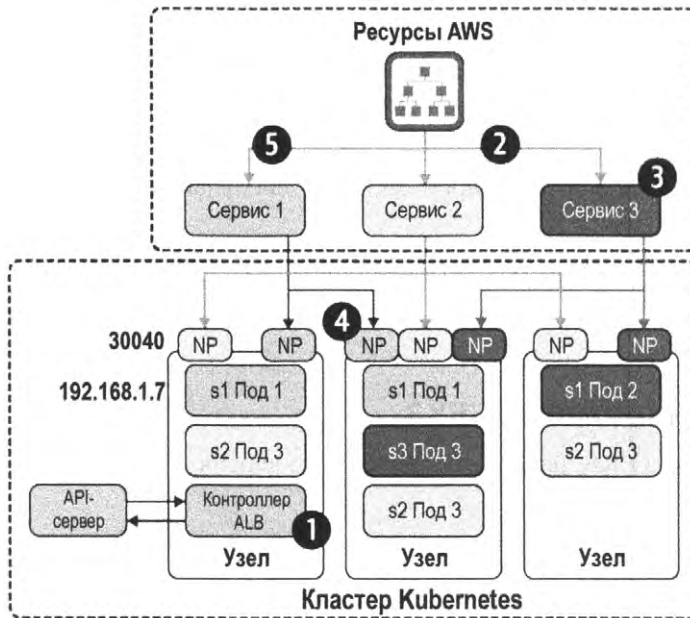 Ресурсы AWS
5
2
3
Сервис 1
Сервис 2
Сервис 3
4
30040
NP
NP
NP
NP
NP
NP
NP
192.168.1.7
s1 Под 1
s1 Под 1
s1 Под 2
s2 Под 3
s3 Под 3
s2 Под 3
API-
сервер
Контроллер
ALB
1
s2 Под 3
Узел
Узел
Узел
Кластер Kubernetes